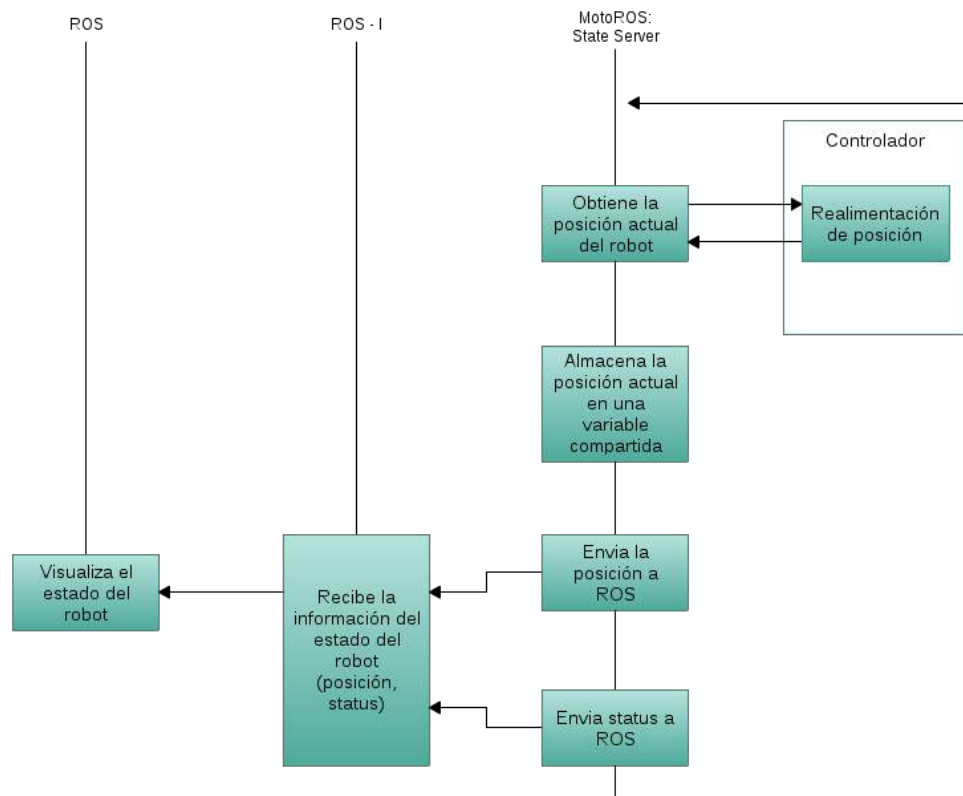 ROS
ROS - I
MotoROS:
State Server
Controlador
Obtiene la
posición actual
del robot
Realimentación
de posición
Almacena la
posición actual
en una
variable
compartida
Envia la
posición a
ROS
Visualiza el
estado del
robot
Recibe la
información del
estado del
robot
(posición,
status)
Envia status a
ROS